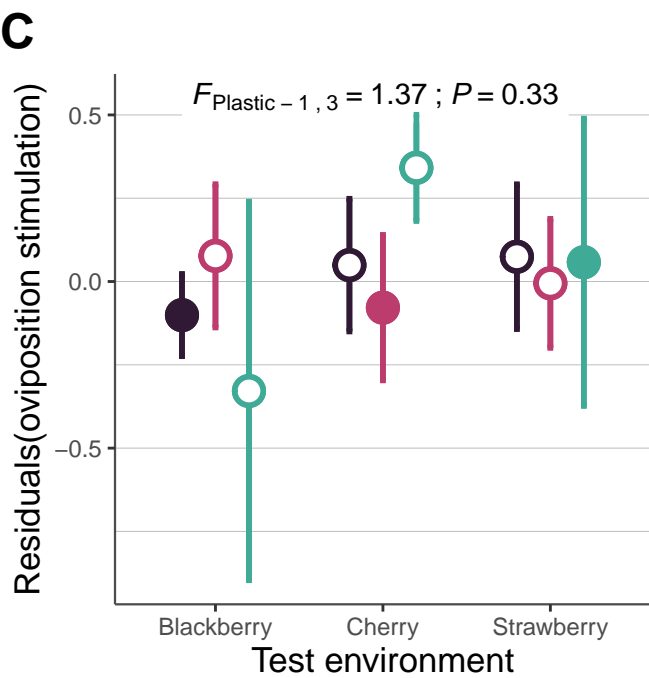 C
F Plastic − 1 , 3 = 1.37 ; P = 0.33
Residuals(oviposition stimulation)
0.5
0.0
−0.5
Blackberry Cherry Strawberry
Test environment